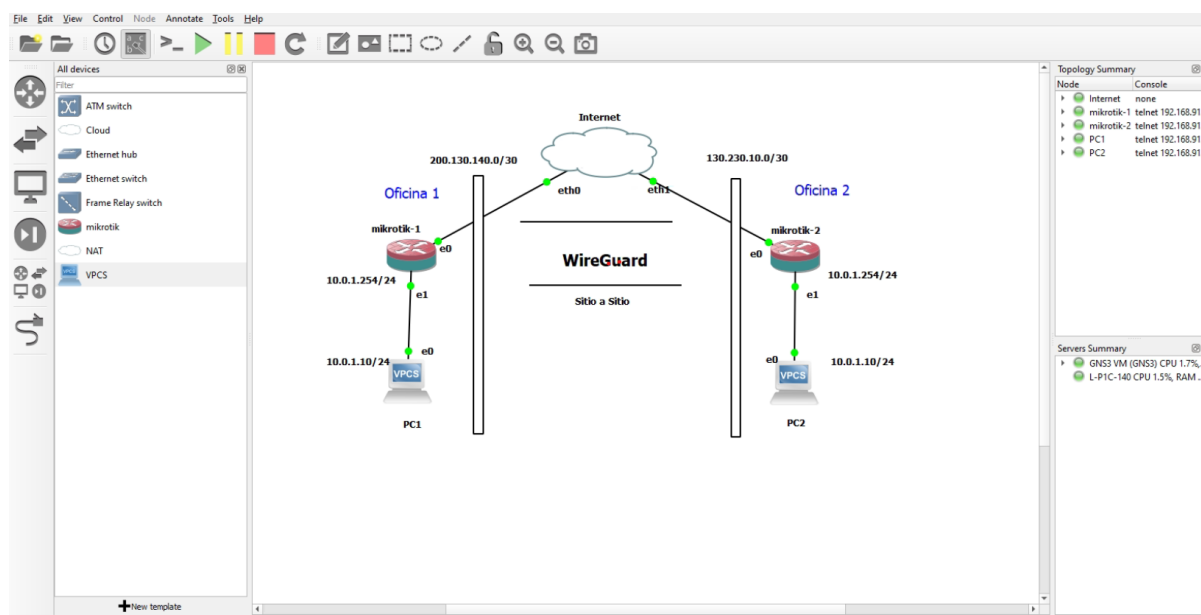 File Edit View Control Node Annotate Tools Help
All devices
Filter
ATM switch
Cloud
Ethernet hub
Ethernet switch
Frame Relay switch
mikrotik
NAT
VPCS
New template
Internet
200.130.140.0/30
130.230.10.0/30
Oficina 1
Oficina 2
eth0
eth1
mikrotik-1
mikrotik-2
e0
e0
WireGuard
10.0.1.254/24
10.0.1.254/24
e1
e1
Sitio a Sitio
e0
e0
10.0.1.10/24
10.0.1.10/24
VPCS
VPCS
PC1
PC2
Topology Summary
Node Console
Internet none
mikrotik-1 telnet 192.168.91
mikrotik-2 telnet 192.168.91
PC1 telnet 192.168.91
PC2 telnet 192.168.91
Servers Summary
GNS3 VM (GNS3) CPU 1.7%,
L-P1C-140 CPU 1.5%, RAM ..